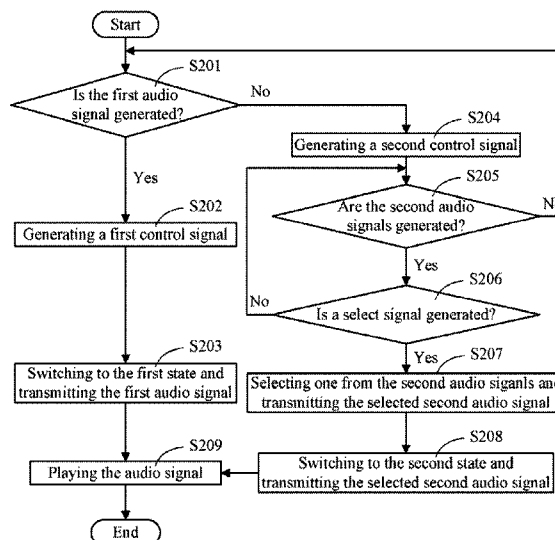 Start
S201
Is the first audio
signal generated?
No
S204
Generating a second control signal
S205
Yes
S202
Are the second audio
signals generated?
No
Generating a first control signal
Yes
S206
No
Is a select signal generated?
Yes
S207
S203
Switching to the first state and
transmitting the first audio signal
Selecting one from the second audio siganls and
transmitting the selected second audio signal
S209
S208
Playing the audio signal
Switching to the second state and
transmitting the selected second audio signal
End